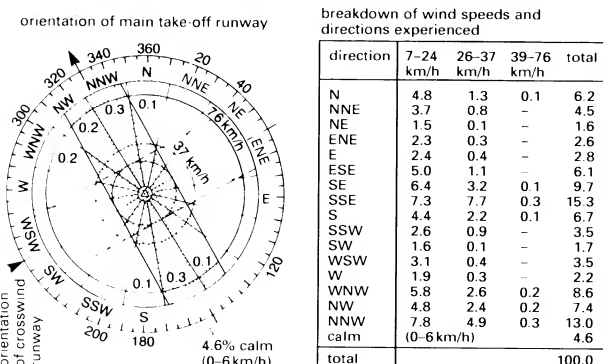 orientation of main take-off runway
360
340
320
300
20
40
120
180
200
N
NNE
NE
ENE
E
S
SSW
SW
WSW
W
WNW
NW
NNW
0.2
0.3
0.1
0.2
76 km/h
37 km/h
0.1
0.3
0.1
orientation
of crosswind
runway
4.6% calm
(0–6 km/h)
breakdown of wind speeds and
directions experienced
direction 7–24 26–37 39–76 total
km/h km/h km/h
N 4.8 1.3 0.1 6.2
NNE 3.7 0.8 – 4.5
NE 1.5 0.1 – 1.6
ENE 2.3 0.3 – 2.6
E 2.4 0.4 – 2.8
ESE 5.0 1.1 – 6.1
SE 6.4 3.2 0.1 9.7
SSE 7.3 7.7 0.3 15.3
S 4.4 2.2 0.1 6.7
SSW 2.6 0.9 – 3.5
SW 1.6 0.1 – 1.7
WSW 3.1 0.4 – 3.5
W 1.9 0.3 – 2.2
WNW 5.8 2.6 0.2 8.6
NW 4.8 2.4 0.2 7.4
NNW 7.8 4.9 0.3 13.0
calm (0–6 km/h) 4.6
total 100.0